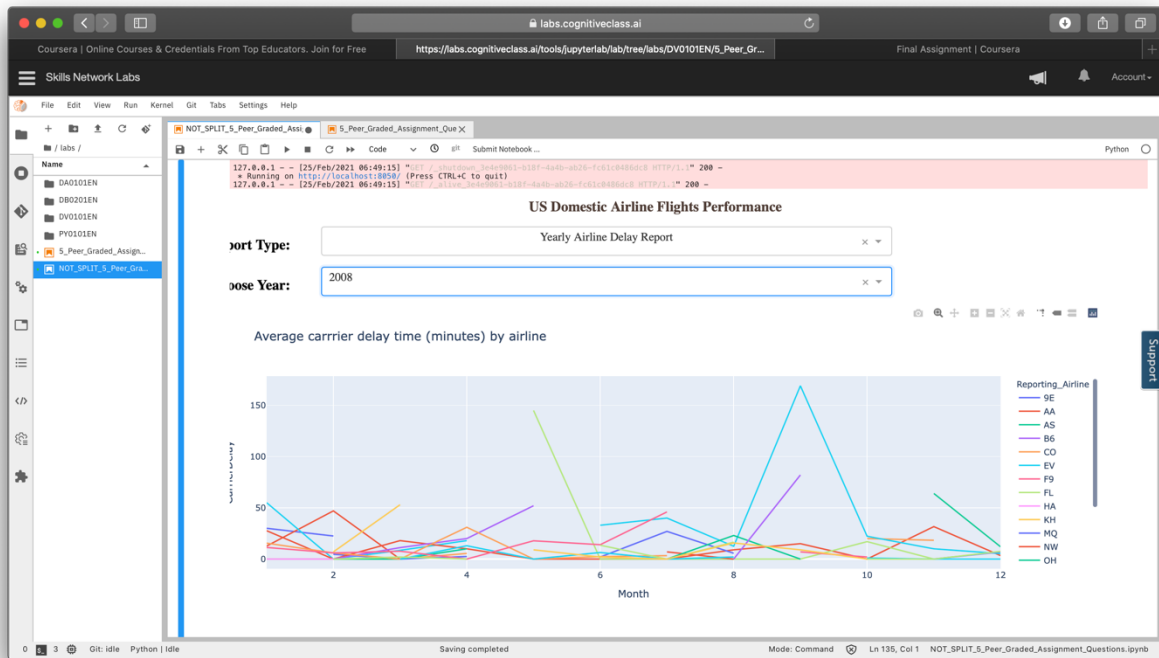 labs.cognitiveclass.ai
Coursera | Online Courses & Credentials From Top Educators. Join for Free
https://labs.cognitiveclass.ai/tools/jupyterlab/lab/tree/labs/DV0101EN/5_Peer_Gr...
Final Assignment | Coursera
Skills Network Labs
Account
File Edit View Run Kernel Git Tabs Settings Help
NOT_SPLIT_5_Peer_Graded_Assi
5_Peer_Graded_Assignment_Que
/ labs /
Code
git
Submit Notebook ...
Python
Name
DA0101EN
DB0201EN
DV0101EN
PY0101EN
5_Peer_Graded_Assign...
NOT_SPLIT_5_Peer_Gra...
127.0.0.1 - - [25/Feb/2021 06:49:15] "GET /_shutdown_3e4e9061-b18f-4a4b-ab26-fc61c0486dc8 HTTP/1.1" 200 -
* Running on http://localhost:8050/ (Press CTRL+C to quit)
127.0.0.1 - - [25/Feb/2021 06:49:15] "GET /_alive_3e4e9061-b18f-4a4b-ab26-fc61c0486dc8 HTTP/1.1" 200 -
US Domestic Airline Flights Performance
ort Type:
Yearly Airline Delay Report
oose Year:
2008
Average carrrier delay time (minutes) by airline
CarrierDelay
150
100
50
0
2 4 6 8 10 12
Month
Reporting_Airline
9E
AA
AS
B6
CO
EV
F9
FL
HA
KH
MQ
NW
OH
Support
0
3
Git: idle
Python | Idle
Saving completed
Mode: Command
Ln 135, Col 1
NOT_SPLIT_5_Peer_Graded_Assignment_Questions.ipynb